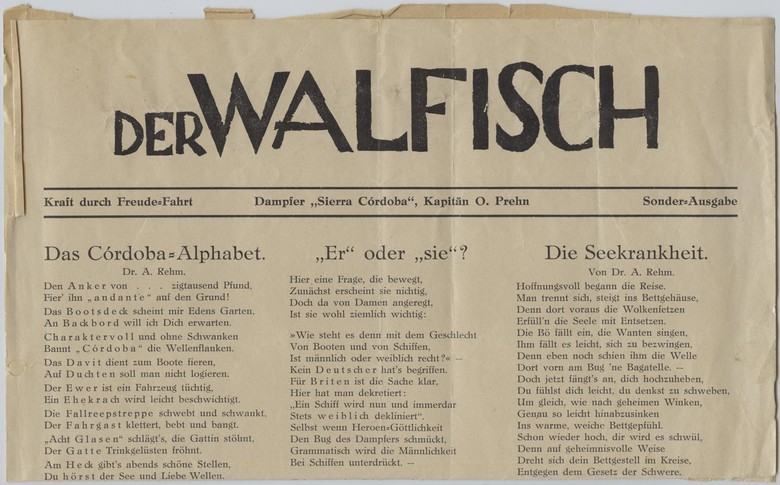 DER WALFISCH
Kraft durch Freude=Fahrt
Dampfer „Sierra Córdoba“, Kapitän O. Prehn
Sonder=Ausgabe
Das Córdoba=Alphabet.
Dr. A. Rehm.
Den Anker von . . . zigtausend Pfund,
Fier' ihn „andante“ auf den Grund!
Das Bootsdeck scheint mir Edens Garten,
An Backbord will ich Dich erwarten.
Charaktervoll und ohne Schwanken
Bannt „Córdoba“ die Wellenflanken.
Das Davit dient zum Boote fieren,
Auf Duchten soll man nicht logieren.
Der Ewer ist ein Fahrzeug tüchtig,
Ein Ehekrach wird leicht beschwichtigt.
Die Fallreepstreppe schwebt und schwankt,
Der Fahrgast klettert, bebt und bangt.
„Acht Glasen“ schlägt's, die Gattin stöhnt,
Der Gatte Trinkgelüsten fröhnt.
Am Heck gibt's abends schöne Stellen,
Du hörst der See und Liebe Wellen.
„Er“ oder „sie“?
Hier eine Frage, die bewegt,
Zunächst erscheint sie nichtig,
Doch da von Damen angeregt,
Ist sie wohl ziemlich wichtig:
»Wie steht es denn mit dem Geschlecht
Von Booten und von Schiffen,
Ist männlich oder weiblich recht?« —
Kein Deutscher hat's begriffen.
Für Briten ist die Sache klar,
Hier hat man dekretiert:
„Ein Schiff wird nun und immerdar
Stets weiblich dekliniert“.
Selbst wenn Heroen=Göttlichkeit
Den Bug des Dampfers schmückt,
Grammatisch wird die Männlichkeit
Bei Schiffen unterdrückt. —
Die Seekrankheit.
Von Dr. A. Rehm.
Hoffnungsvoll begann die Reise.
Man trennt sich, steigt ins Bettgehäuse,
Denn dort voraus die Wolkenfetzen
Erfüll'n die Seele mit Entsetzen.
Die Bö fällt ein, die Wanten singen,
Ihm fällt es leicht, sich zu bezwingen,
Denn eben noch schien ihm die Welle
Dort vorn am Bug 'ne Bagatelle. —
Doch jetzt fängt's an, dich hochzuheben,
Du fühlst dich leicht, du denkst zu schweben,
Um gleich, wie nach geheimen Winken,
Genau so leicht hinabzusinken
Ins warme, weiche Bettgepfühl.
Schon wieder hoch, dir wird es schwül,
Denn auf geheimnisvolle Weise
Dreht sich dein Bettgestell im Kreise,
Entgegen dem Gesetz der Schwere.